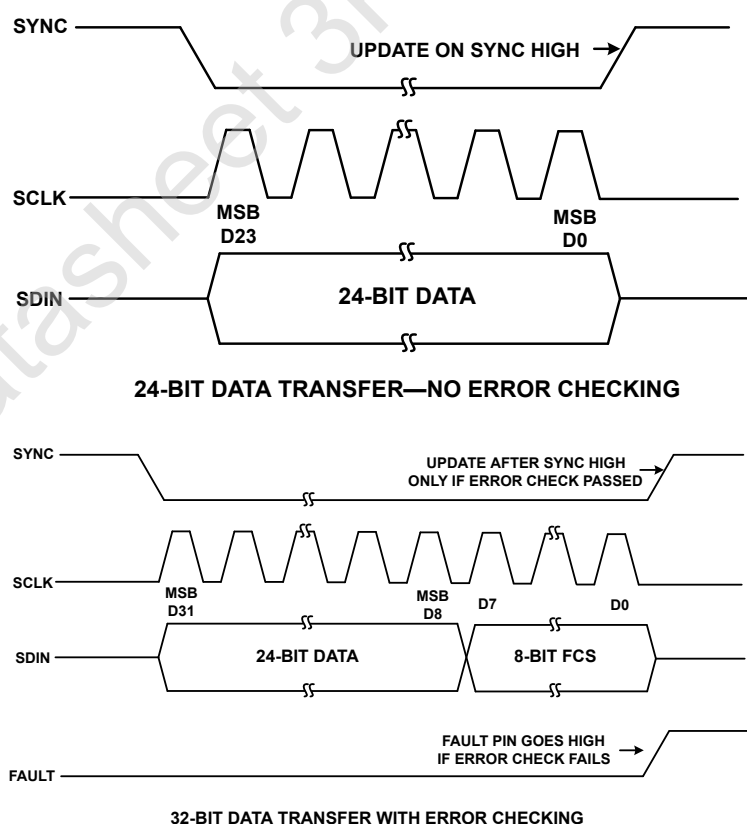 SYNC
UPDATE ON SYNC HIGH
SCLK
MSB
D23
MSB
D0
SDIN
24-BIT DATA
24-BIT DATA TRANSFER—NO ERROR CHECKING
SYNC
UPDATE AFTER SYNC HIGH
ONLY IF ERROR CHECK PASSED
SCLK
MSB
D31
MSB
D8
D7
D0
SDIN
24-BIT DATA
8-BIT FCS
FAULT PIN GOES HIGH
IF ERROR CHECK FAILS
FAULT
32-BIT DATA TRANSFER WITH ERROR CHECKING